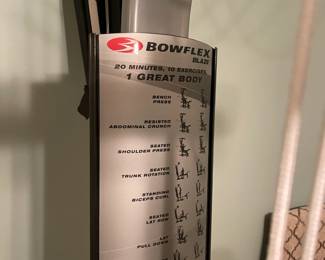 BOWFLEX
BLAZE
20 MINUTES, 10 EXERCISES
1 GREAT BODY
BENCH
PRESS
RESISTED
ABDOMINAL CRUNCH
SEATED
SHOULDER PRESS
SEATED
TRUNK ROTATION
STANDING
BICEPS CURL
SEATED
LAT ROW
LAT
PULL DOWN